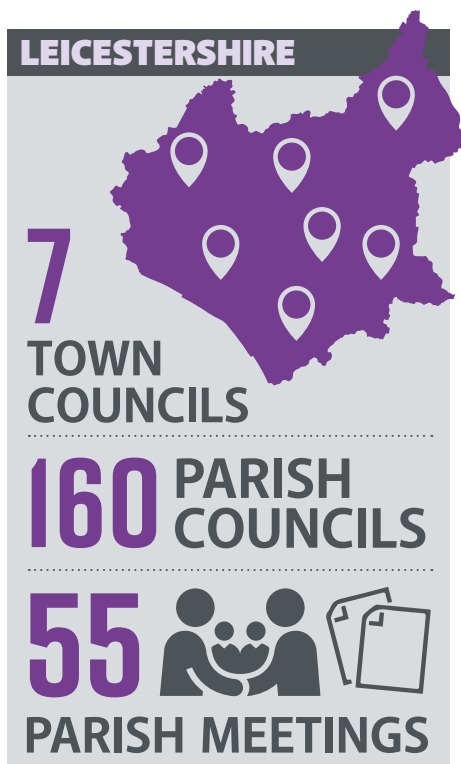 LEICESTERSHIRE
7
TOWN
COUNCILS
160 PARISH
COUNCILS
55
PARISH MEETINGS